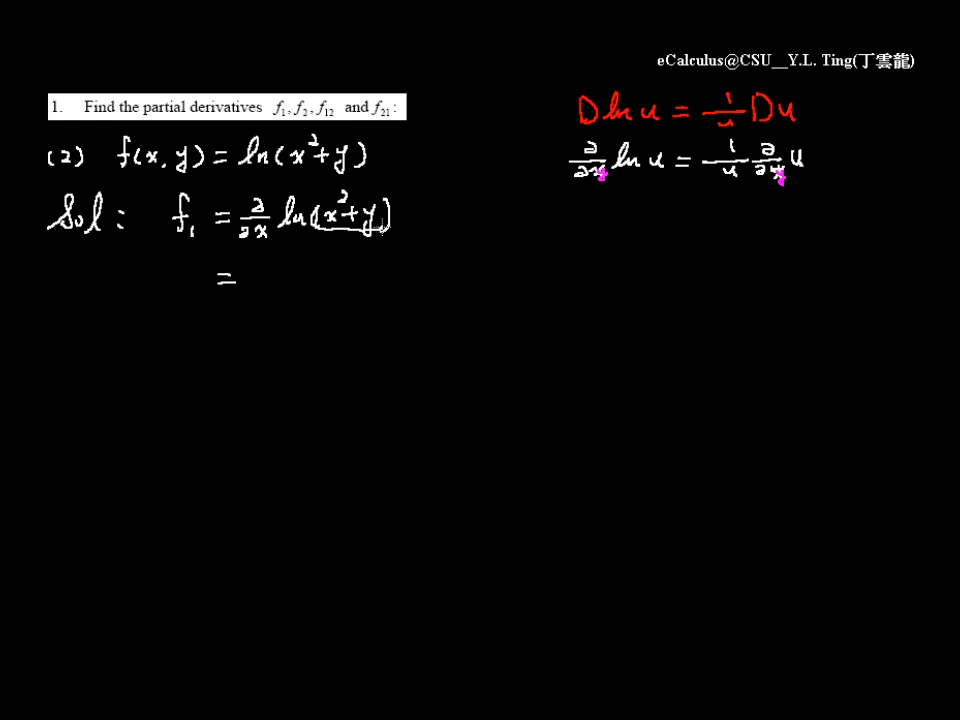 eCalculus@CSU__Y.L. Ting(丁雲龍)
1. Find the partial derivatives f₁, f₂, f₁₂ and f₂₁ :
D ln u = 1/u D u
(2) f(x, y) = ln(x²+y)
∂/∂x y ln u = 1/u ∂/∂x y u
Sol : f₁ = ∂/∂x ln(x²+y)
=